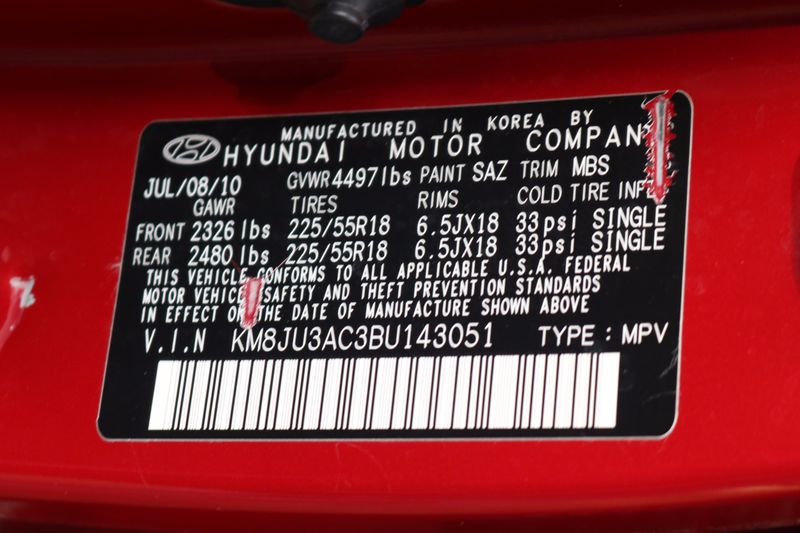 MANUFACTURED IN KOREA BY
HYUNDAI MOTOR COMPAN
JUL/08/10 GVWR 4497lbs PAINT SAZ TRIM MBS
GAWR TIRES RIMS COLD TIRE INF
FRONT 2326 lbs 225/55R18 6.5JX18 33psi SINGLE
REAR 2480 lbs 225/55R18 6.5JX18 33psi SINGLE
THIS VEHICLE CONFORMS TO ALL APPLICABLE U.S.A. FEDERAL
MOTOR VEHICLE SAFETY AND THEFT PREVENTION STANDARDS
IN EFFECT ON THE DATE OF MANUFACTURE SHOWN ABOVE
V.I.N KM8JU3AC3BU143051 TYPE : MPV